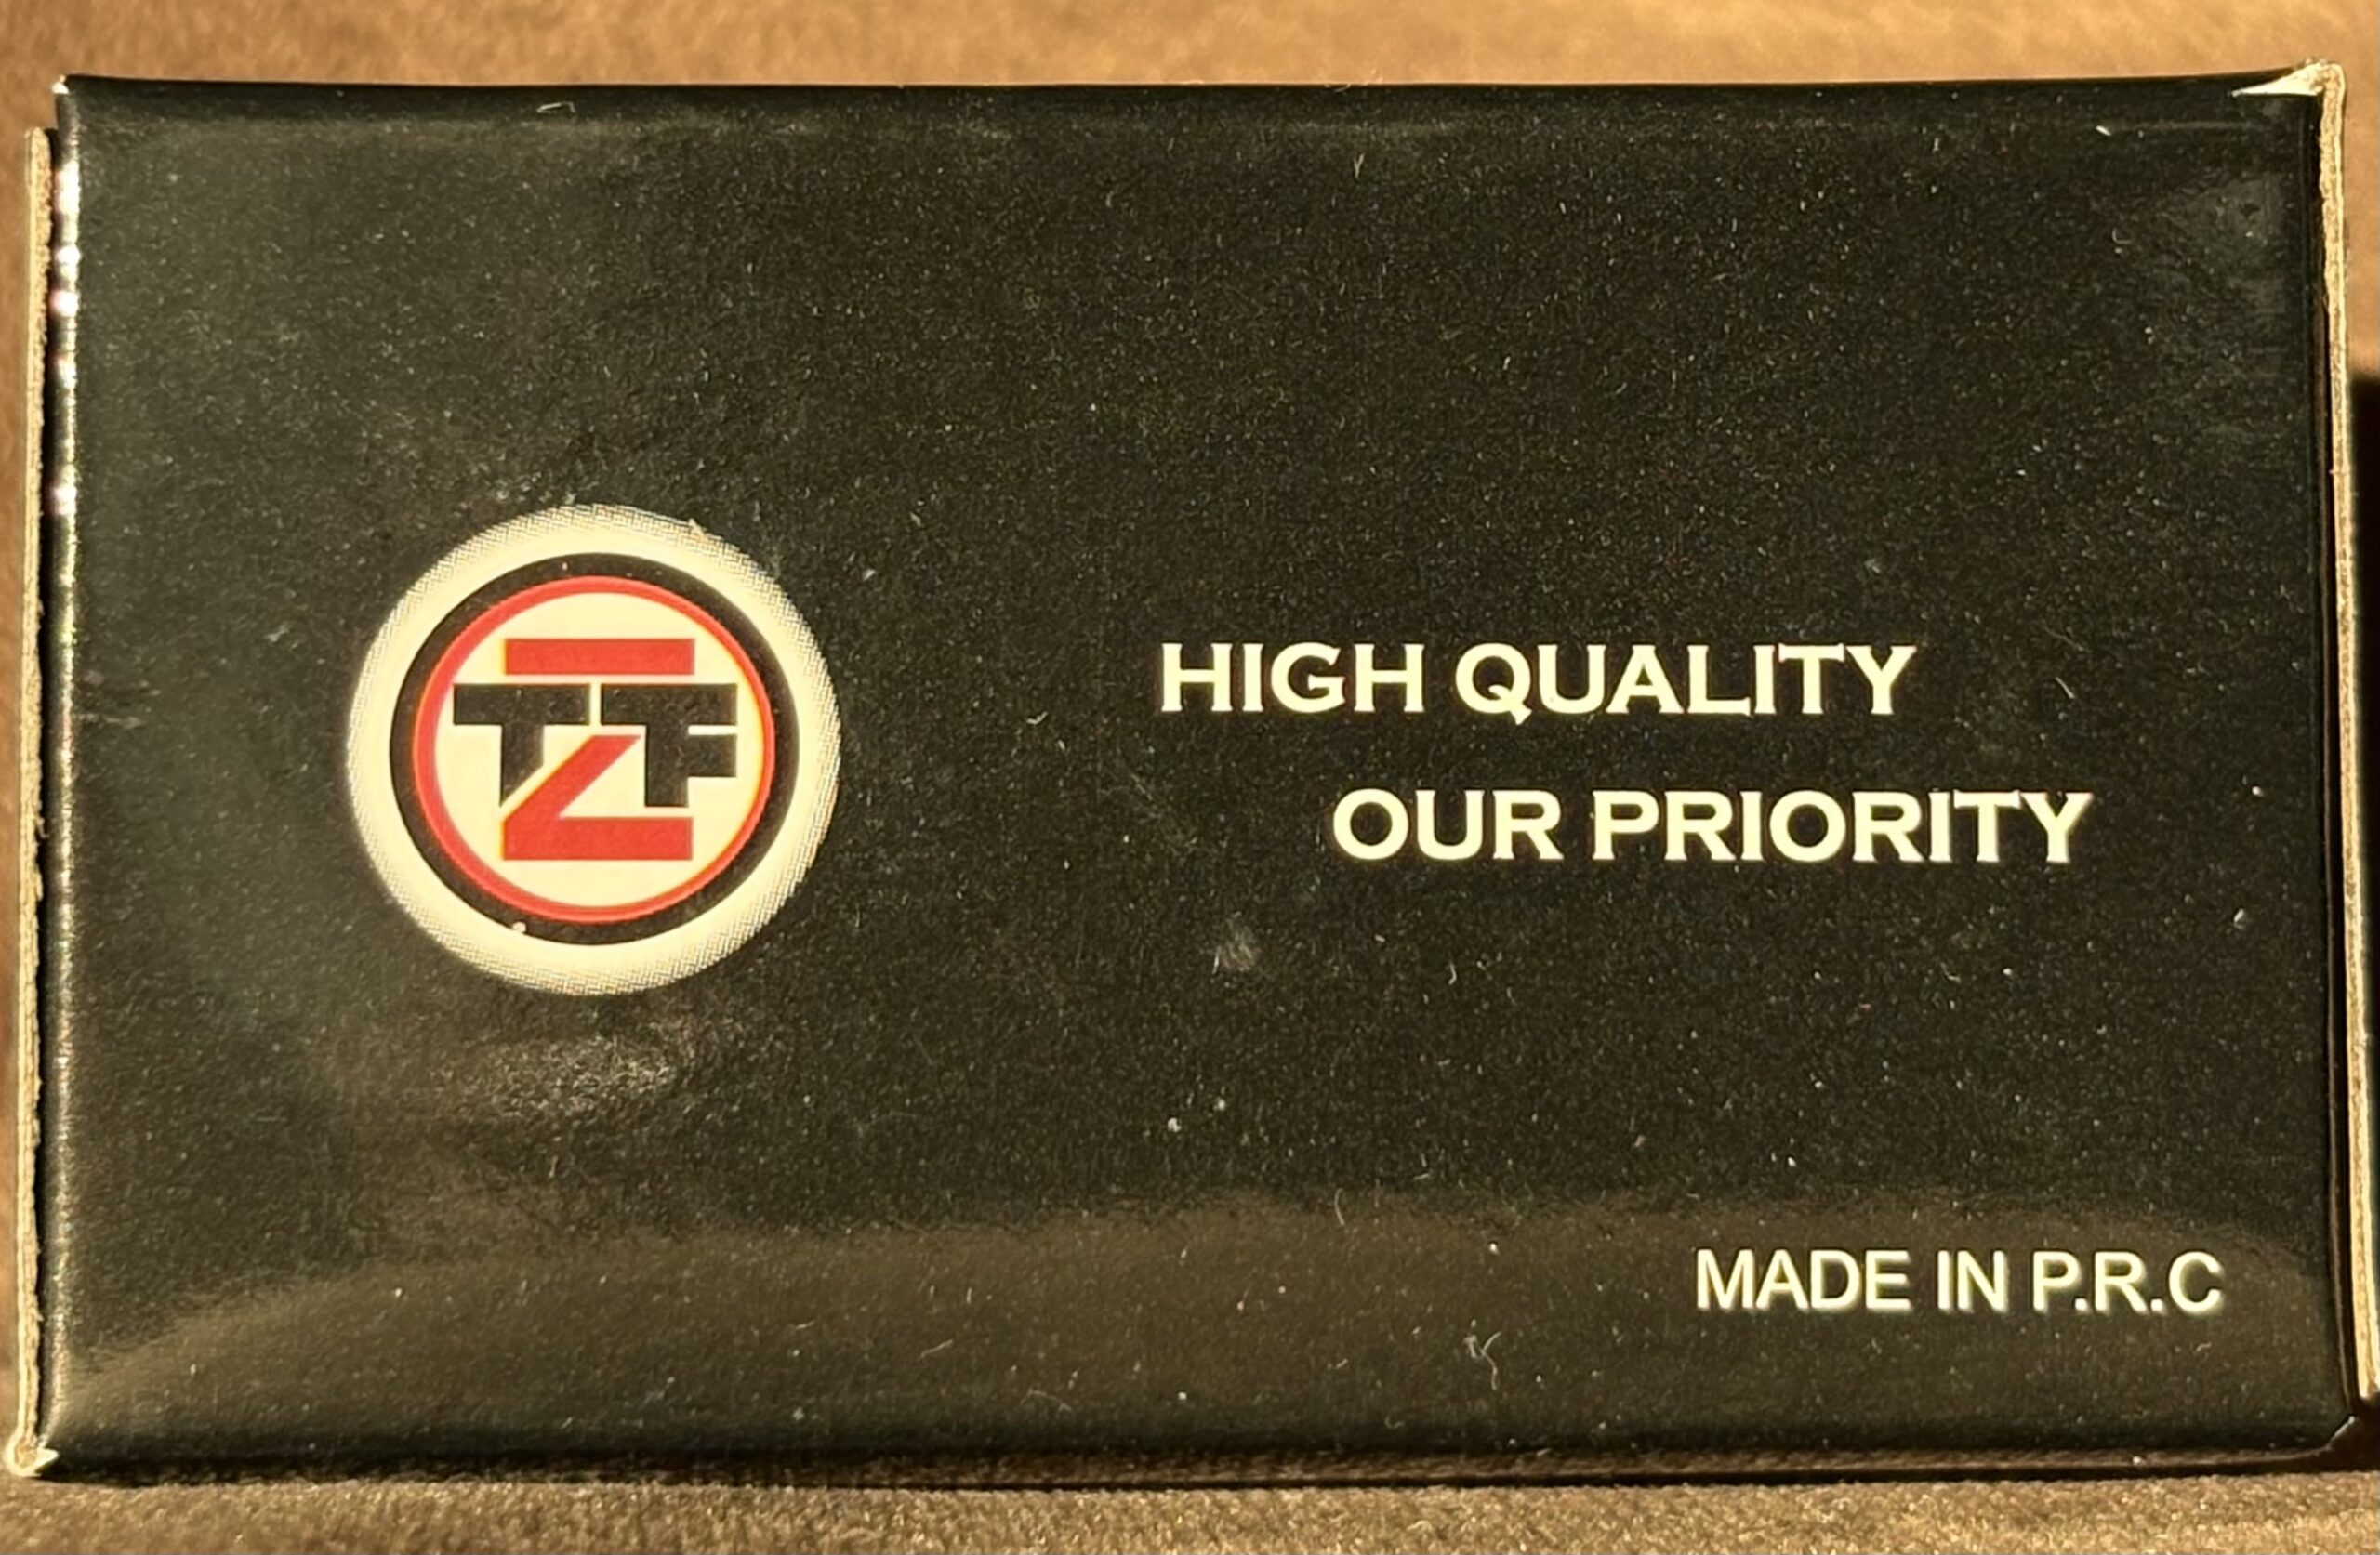 TZF
HIGH QUALITY
OUR PRIORITY
MADE IN P.R.C